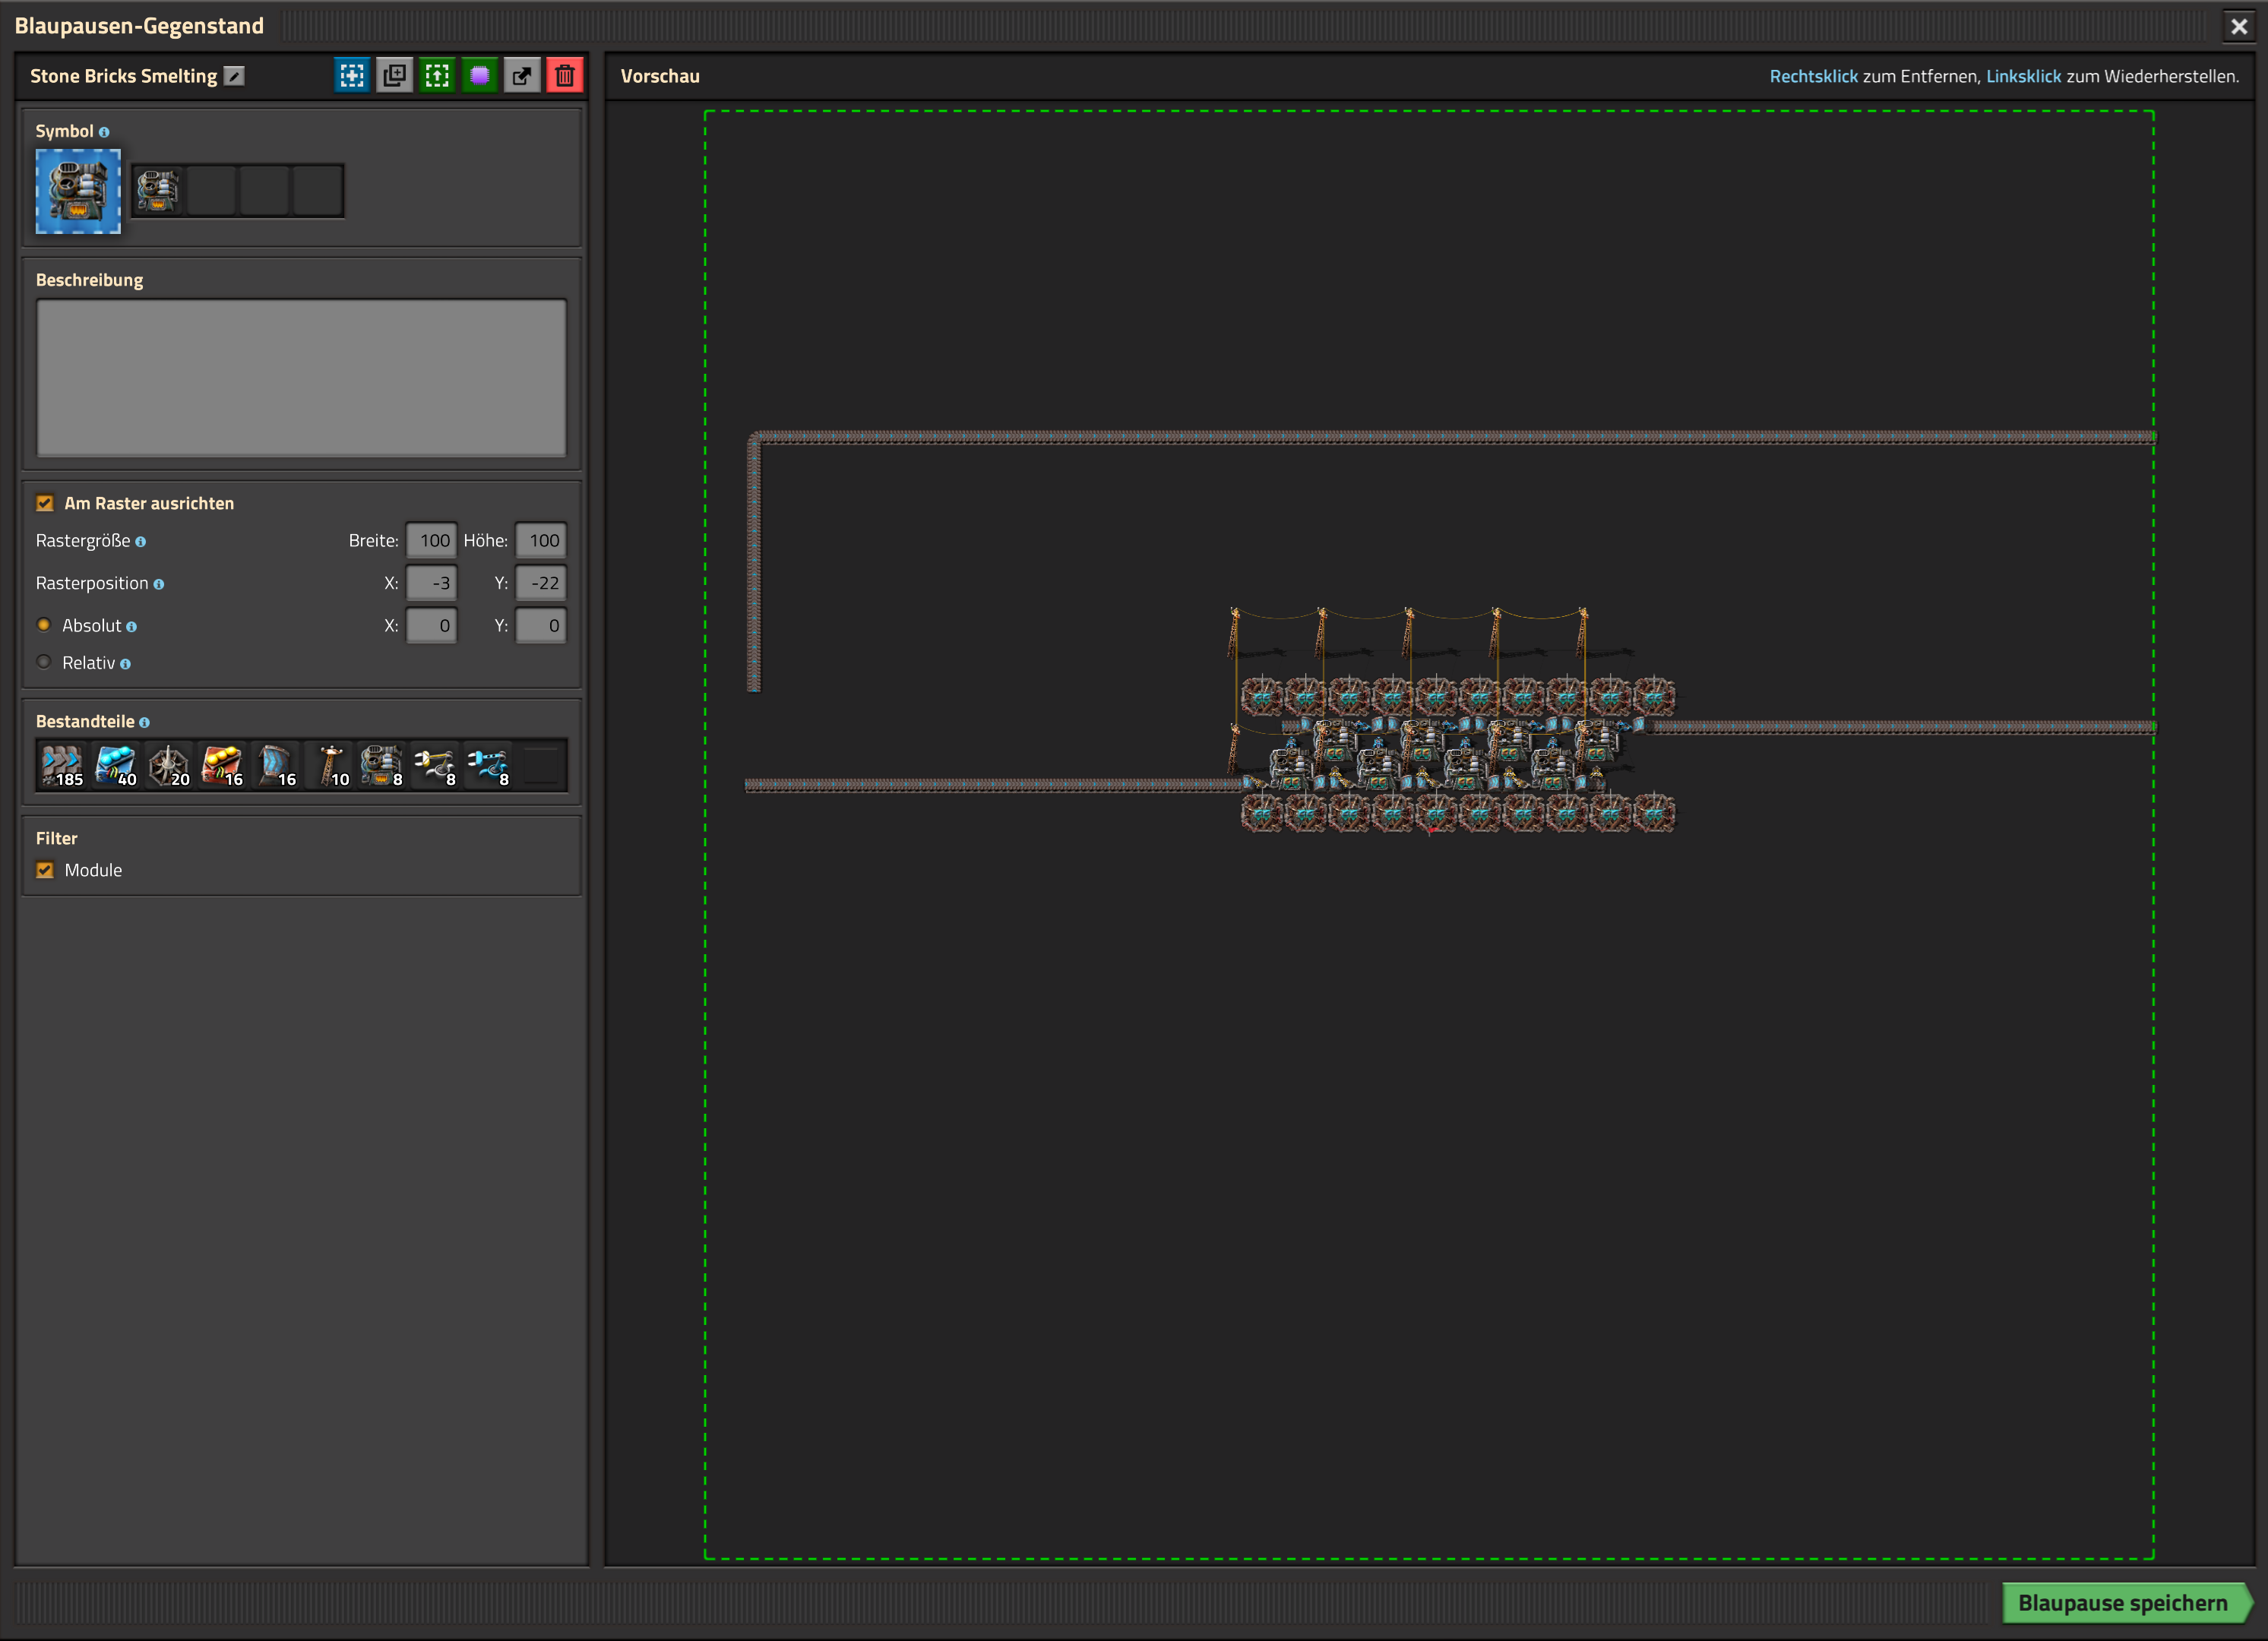 Blaupausen-Gegenstand
Stone Bricks Smelting
Symbol
Beschreibung
Am Raster ausrichten
Rastergröße Breite: 100 Höhe: 100
Rasterposition X: -3 Y: -22
Absolut X: 0 Y: 0
Relativ
Bestandteile
185 40 20 16 16 10 8 8 8
Filter
Module
Vorschau
Rechtsklick zum Entfernen, Linksklick zum Wiederherstellen.
Blaupause speichern